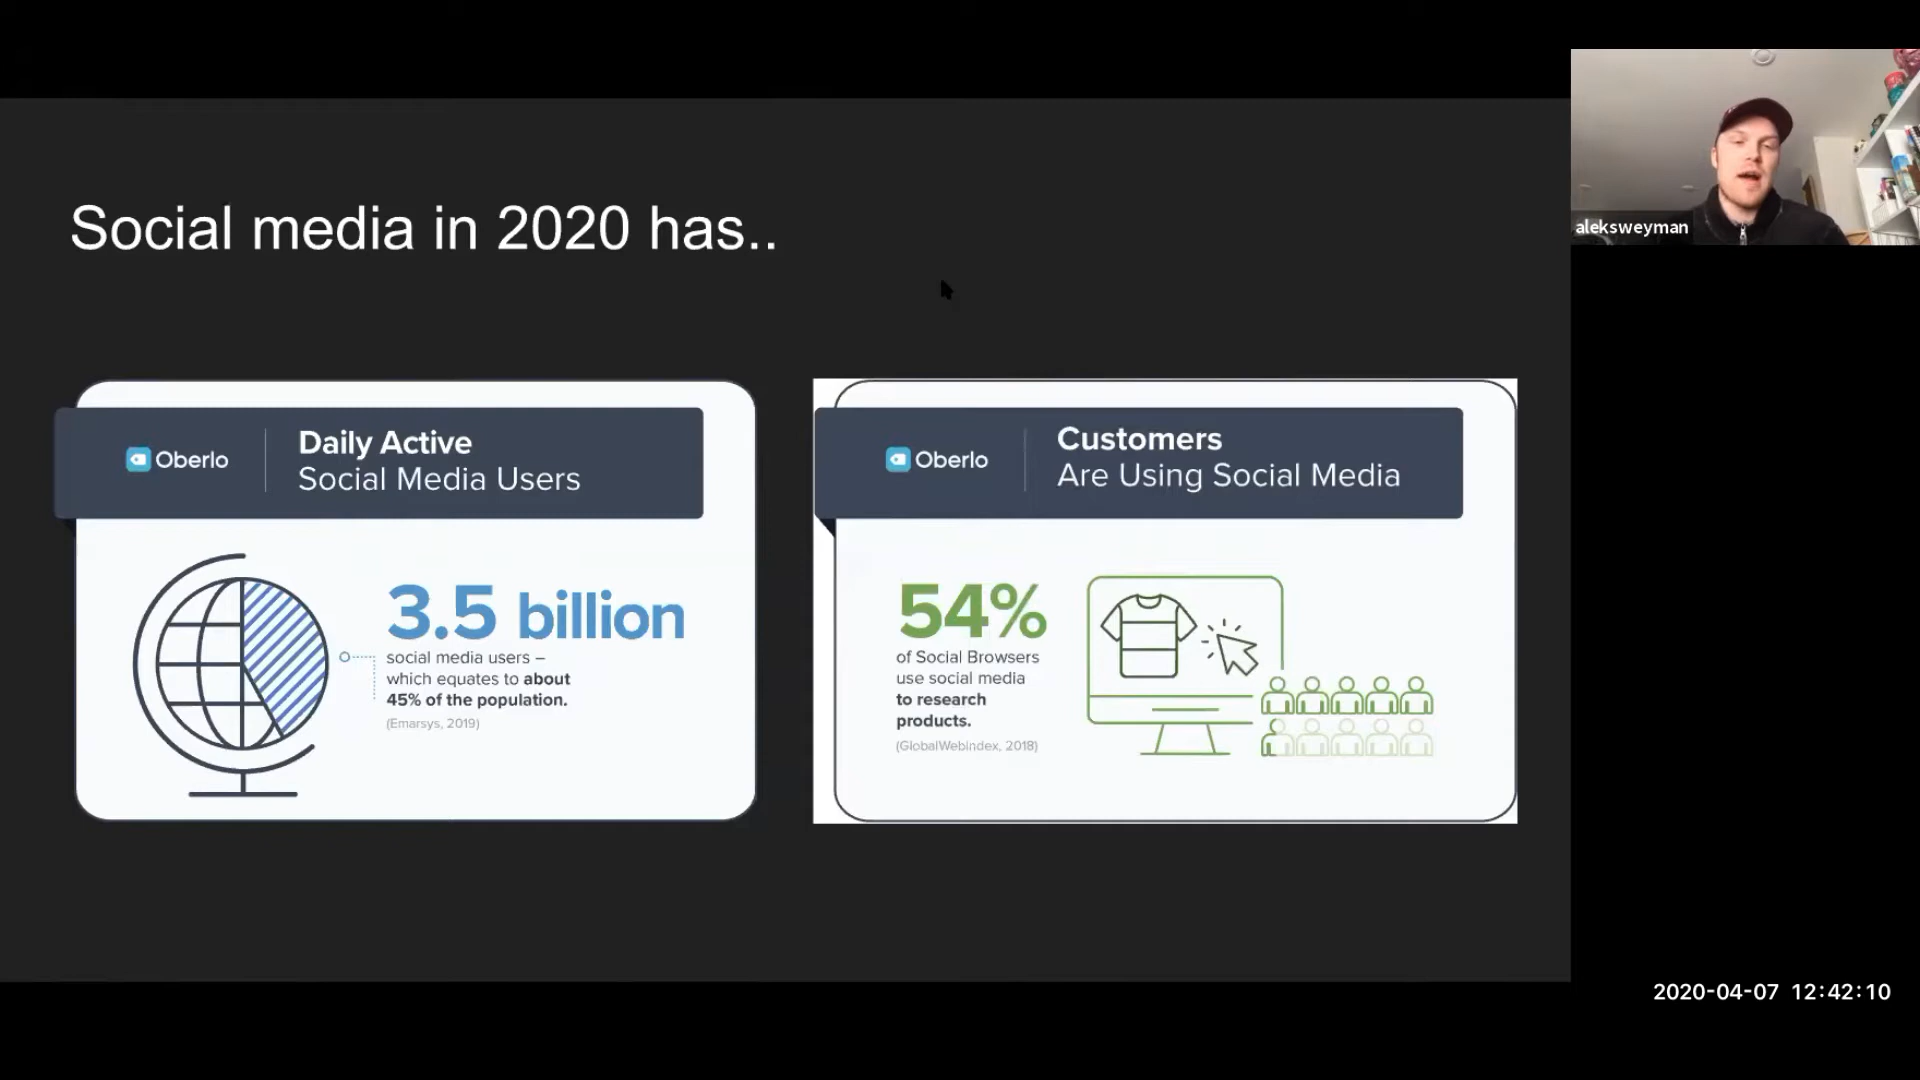 Social media in 2020 has..
aleksweyman
Oberlo
Daily Active
Social Media Users
3.5 billion
social media users –
which equates to about
45% of the population.
(Emarsys, 2019)
Oberlo
Customers
Are Using Social Media
54%
of Social Browsers
use social media
to research
products.
(GlobalWebIndex, 2018)
2020-04-07 12:42:10